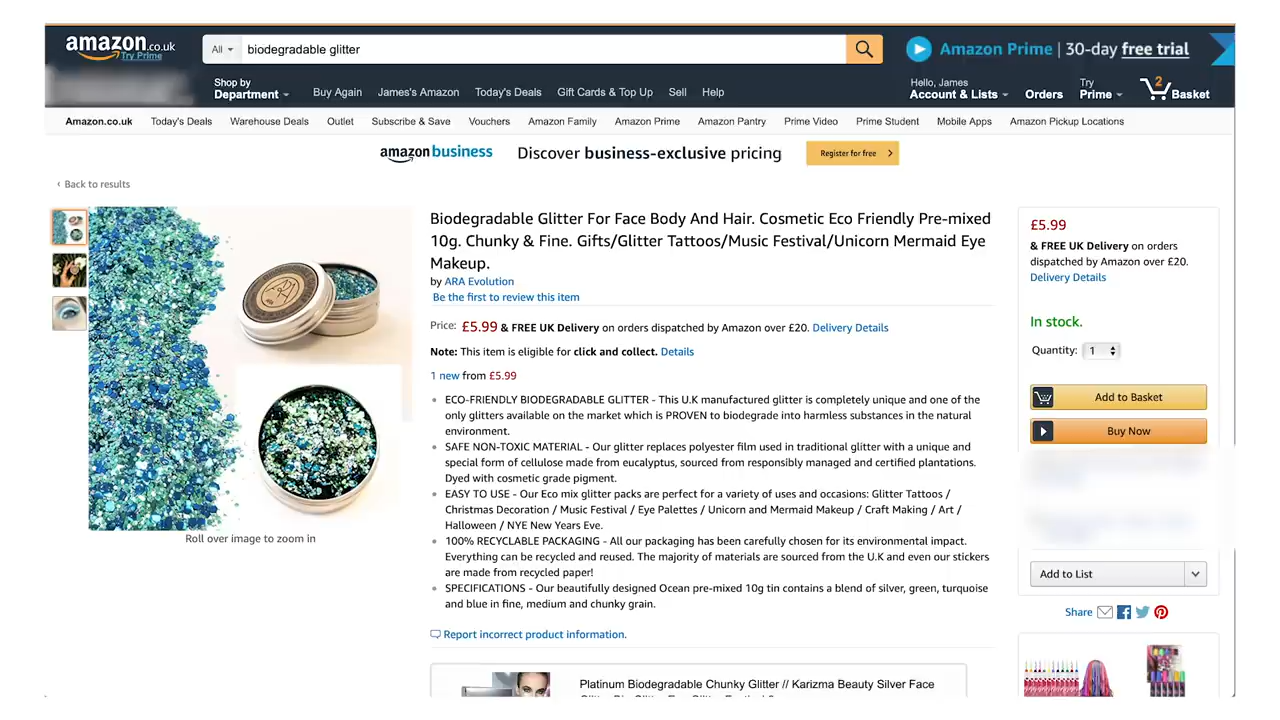 amazon.co.uk
Try Prime
All
biodegradable glitter
Amazon Prime | 30-day free trial
Shop by
Department
Buy Again
James's Amazon
Today's Deals
Gift Cards & Top Up
Sell
Help
Hello, James
Account & Lists
Orders
Try
Prime
2
Basket
Amazon.co.uk
Today's Deals
Warehouse Deals
Outlet
Subscribe & Save
Vouchers
Amazon Family
Amazon Prime
Amazon Pantry
Prime Video
Prime Student
Mobile Apps
Amazon Pickup Locations
amazon business
Discover business-exclusive pricing
Register for free
‹ Back to results
Roll over image to zoom in
Biodegradable Glitter For Face Body And Hair. Cosmetic Eco Friendly Pre-mixed
10g. Chunky & Fine. Gifts/Glitter Tattoos/Music Festival/Unicorn Mermaid Eye
Makeup.
by ARA Evolution
Be the first to review this item
Price: £5.99 & FREE UK Delivery on orders dispatched by Amazon over £20. Delivery Details
Note: This item is eligible for click and collect. Details
1 new from £5.99
ECO-FRIENDLY BIODEGRADABLE GLITTER - This U.K manufactured glitter is completely unique and one of the
only glitters available on the market which is PROVEN to biodegrade into harmless substances in the natural
environment.
SAFE NON-TOXIC MATERIAL - Our glitter replaces polyester film used in traditional glitter with a unique and
special form of cellulose made from eucalyptus, sourced from responsibly managed and certified plantations.
Dyed with cosmetic grade pigment.
EASY TO USE - Our Eco mix glitter packs are perfect for a variety of uses and occasions: Glitter Tattoos /
Christmas Decoration / Music Festival / Eye Palettes / Unicorn and Mermaid Makeup / Craft Making / Art /
Halloween / NYE New Years Eve.
100% RECYCLABLE PACKAGING - All our packaging has been carefully chosen for its environmental impact.
Everything can be recycled and reused. The majority of materials are sourced from the U.K and even our stickers
are made from recycled paper!
SPECIFICATIONS - Our beautifully designed Ocean pre-mixed 10g tin contains a blend of silver, green, turquoise
and blue in fine, medium and chunky grain.
Report incorrect product information.
Platinum Biodegradable Chunky Glitter // Karizma Beauty Silver Face
£5.99
& FREE UK Delivery on orders
dispatched by Amazon over £20.
Delivery Details
In stock.
Quantity: 1
Add to Basket
Buy Now
Add to List
Share